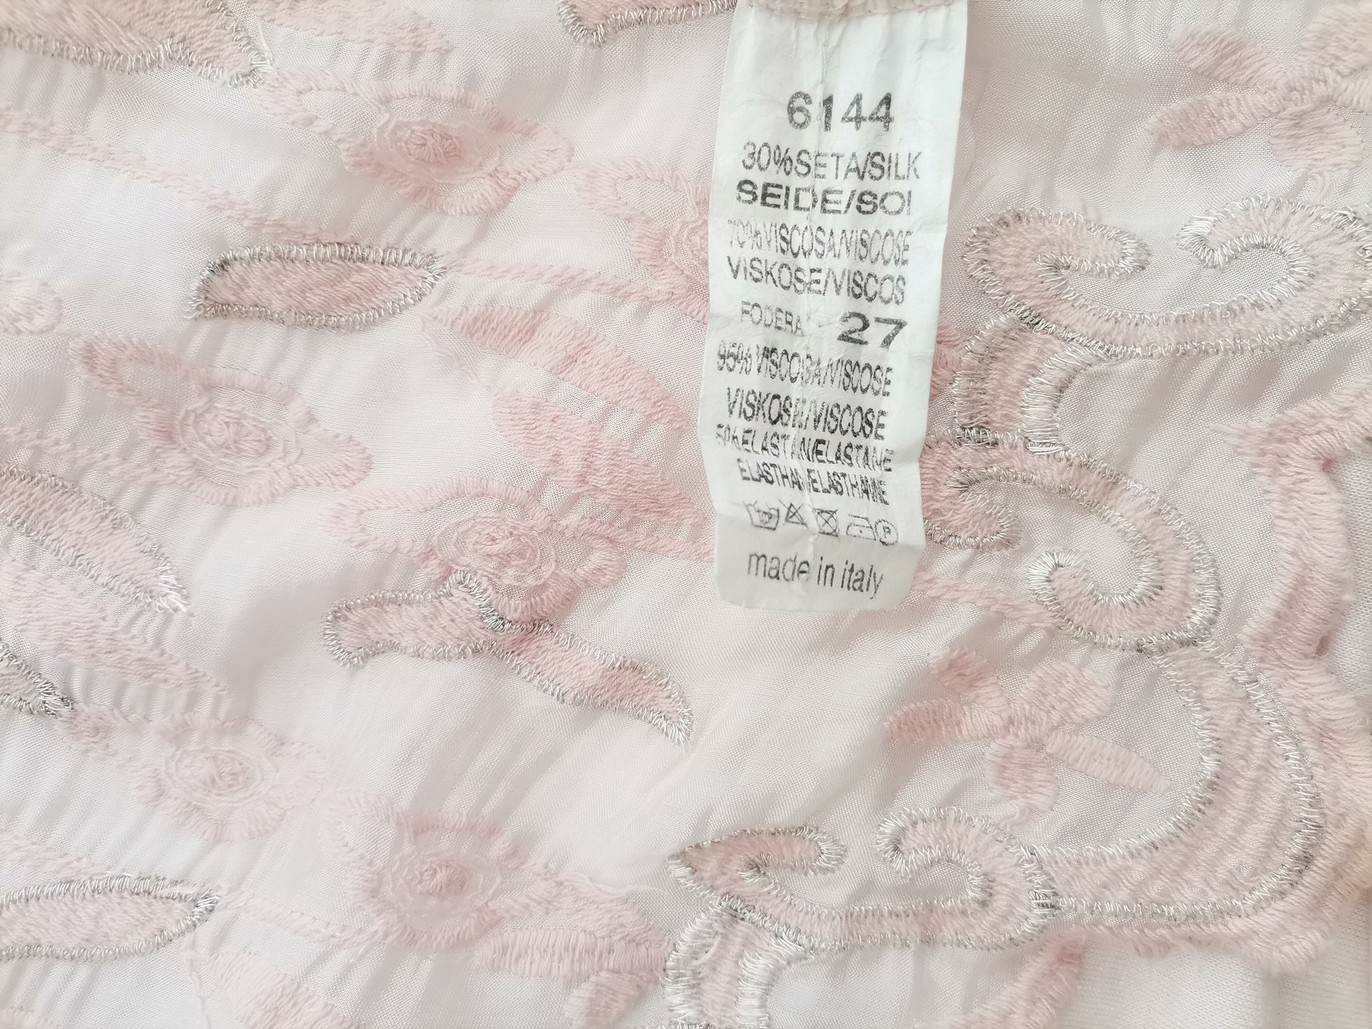 6144
30%SETA/SILK
SEIDE/SOI
70%VISCOSA/VISCOSE
VISKOSE/VISCOS
FODERA 27
95% VISCOSA/VISCOSE
VISKOSE/VISCOSE
5% ELASTAN/ELASTANE
ELASTHANE/ELASTHANNE
P
made in italy